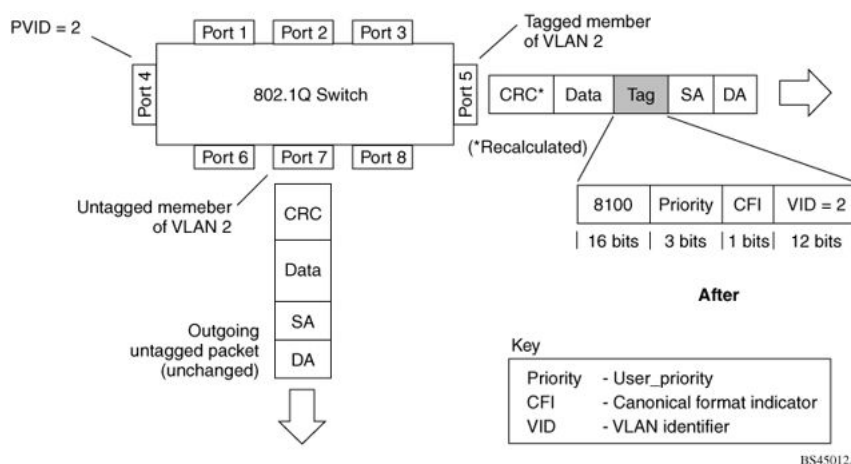 PVID = 2
Port 1
Port 2
Port 3
Tagged member
of VLAN 2
Port 4
802.1Q Switch
Port 5
CRC*
Data
Tag
SA
DA
(*Recalculated)
Port 6
Port 7
Port 8
Untagged memeber
of VLAN 2
CRC
Data
SA
DA
Outgoing
untagged packet
(unchanged)
8100
Priority
CFI
VID = 2
16 bits
3 bits
1 bits
12 bits
After
Key
Priority - User_priority
CFI - Canonical format indicator
VID - VLAN identifier